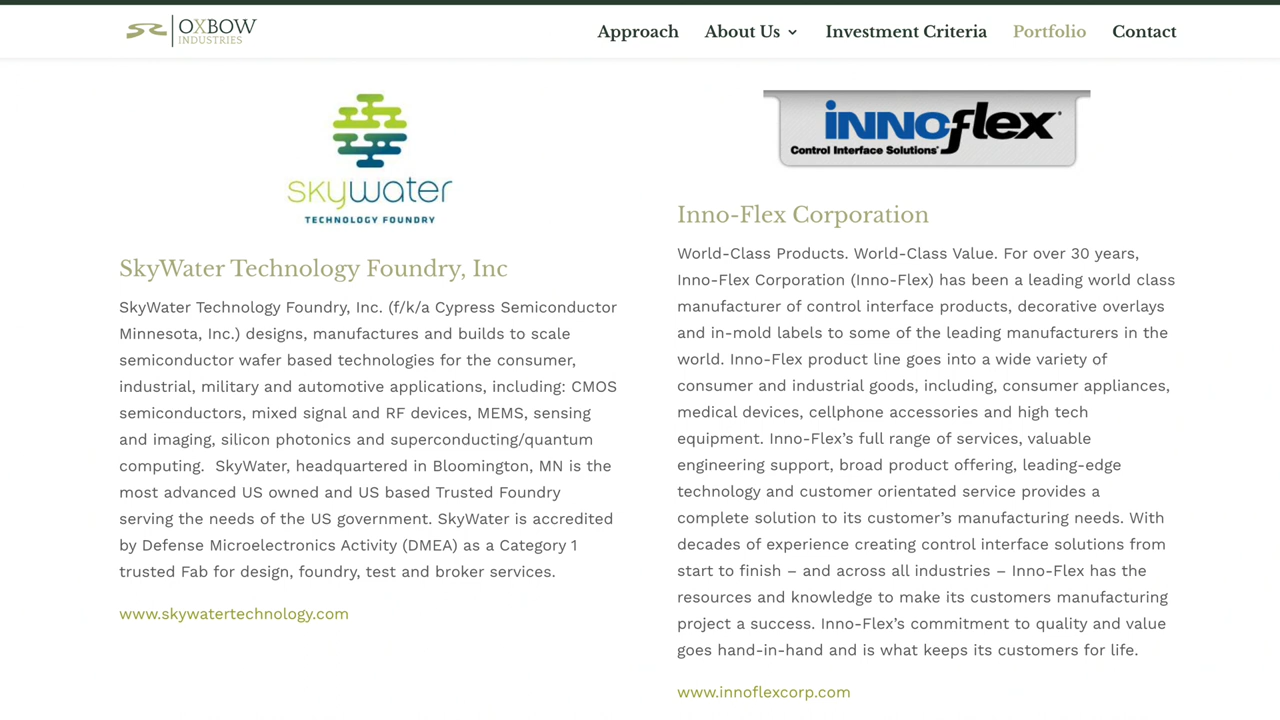 OXBOW
INDUSTRIES
Approach
About Us
Investment Criteria
Portfolio
Contact
skywater
TECHNOLOGY FOUNDRY
SkyWater Technology Foundry, Inc
SkyWater Technology Foundry, Inc. (f/k/a Cypress Semiconductor
Minnesota, Inc.) designs, manufactures and builds to scale
semiconductor wafer based technologies for the consumer,
industrial, military and automotive applications, including: CMOS
semiconductors, mixed signal and RF devices, MEMS, sensing
and imaging, silicon photonics and superconducting/quantum
computing.  SkyWater, headquartered in Bloomington, MN is the
most advanced US owned and US based Trusted Foundry
serving the needs of the US government. SkyWater is accredited
by Defense Microelectronics Activity (DMEA) as a Category 1
trusted Fab for design, foundry, test and broker services.
www.skywatertechnology.com
iNNOflex
Control Interface Solutions
Inno-Flex Corporation
World-Class Products. World-Class Value. For over 30 years,
Inno-Flex Corporation (Inno-Flex) has been a leading world class
manufacturer of control interface products, decorative overlays
and in-mold labels to some of the leading manufacturers in the
world. Inno-Flex product line goes into a wide variety of
consumer and industrial goods, including, consumer appliances,
medical devices, cellphone accessories and high tech
equipment. Inno-Flex’s full range of services, valuable
engineering support, broad product offering, leading-edge
technology and customer orientated service provides a
complete solution to its customer’s manufacturing needs. With
decades of experience creating control interface solutions from
start to finish – and across all industries – Inno-Flex has the
resources and knowledge to make its customers manufacturing
project a success. Inno-Flex’s commitment to quality and value
goes hand-in-hand and is what keeps its customers for life.
www.innoflexcorp.com